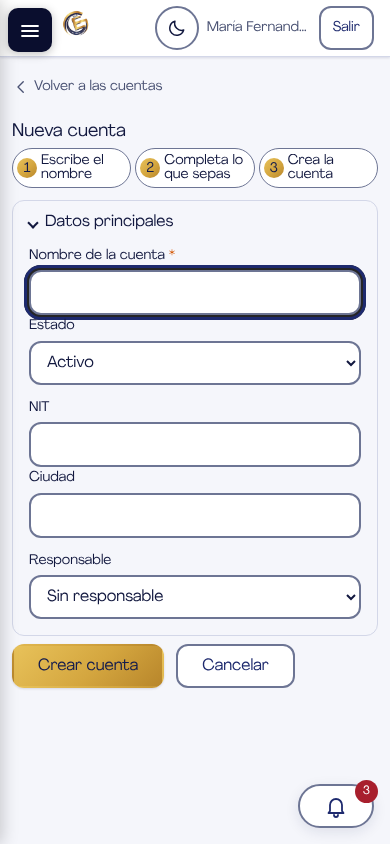 María Fernand...
Salir
Volver a las cuentas
Nueva cuenta
1 Escribe el
nombre
2 Completa lo
que sepas
3 Crea la
cuenta
Datos principales
Nombre de la cuenta *
Estado
Activo
NIT
Ciudad
Responsable
Sin responsable
Crear cuenta
Cancelar
3